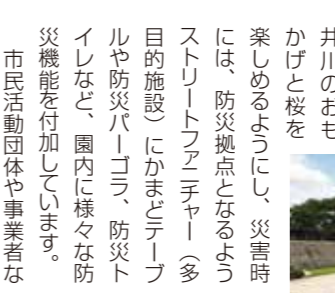 井川のおも
かげと桜を
楽しめるようにし、災害時
には、防災拠点となるよう
ストリートファニチャー（多
目的施設）にかまどテーブ
ルや防災パーゴラ、防災ト
イレなど、園内に様々な防
災機能を付加しています。
市民活動団体や事業者な